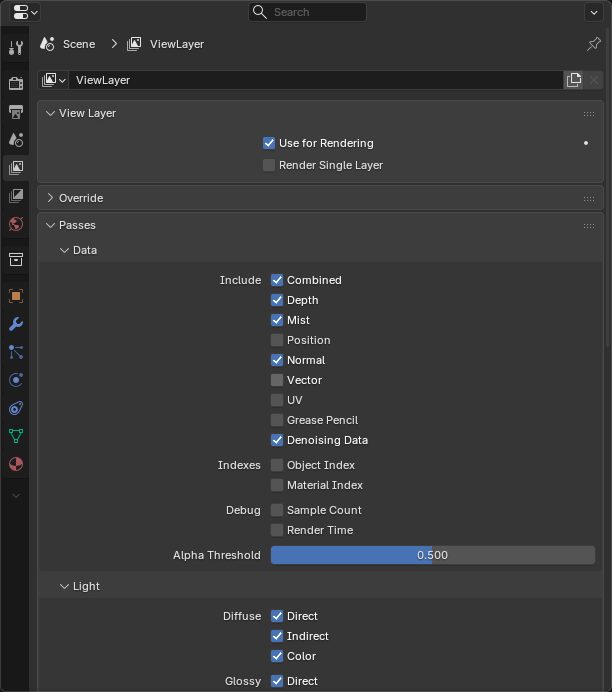 Search
Scene > ViewLayer
ViewLayer
View Layer
Use for Rendering
Render Single Layer
Override
Passes
Data
Include Combined
Depth
Mist
Position
Normal
Vector
UV
Grease Pencil
Denoising Data
Indexes Object Index
Material Index
Debug Sample Count
Render Time
Alpha Threshold 0.500
Light
Diffuse Direct
Indirect
Color
Glossy Direct